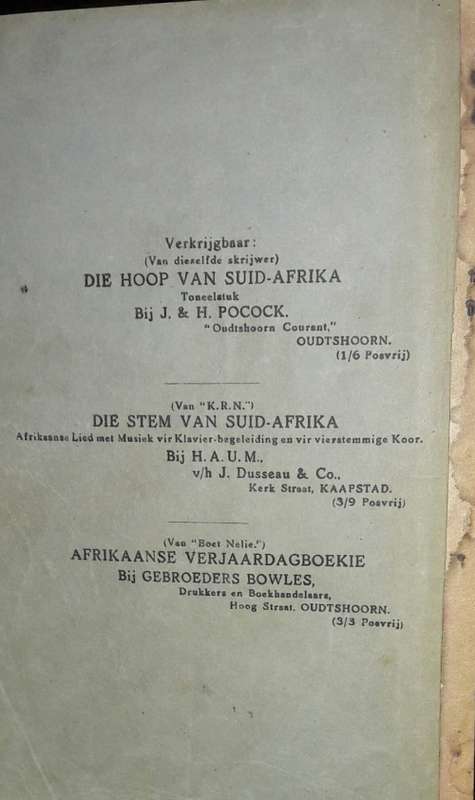 Verkrijgbaar:
(Van dieselfde skrijwer)
DIE HOOP VAN SUID-AFRIKA
Toneelstuk
Bij J. & H. POCOCK.
"Oudtshoorn Courant,"
OUDTSHOORN.
(1/6 Posvrij)
(Van "K.R.N.")
DIE STEM VAN SUID-AFRIKA
Afrikaanse Lied met Musiek vir Klavier-begeleiding en vir vierstemmige Koor.
Bij H.A.U.M.,
v/h J. Dusseau & Co.,
Kerk Straat, KAAPSTAD.
(3/9 Posvrij)
(Van "Boet Nelie.")
AFRIKAANSE VERJAARDAGBOEKIE
Bij GEBROEDERS BOWLES,
Drukkers en Boekhandelaars,
Hoog Straat, OUDTSHOORN.
(3/3 Posvrij)